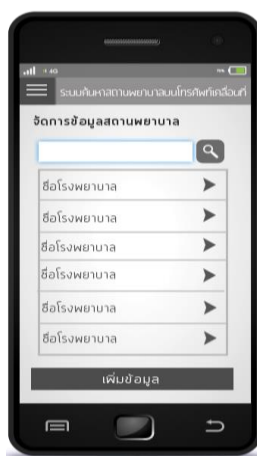 4G
ระบบค้นหาสถานพยาบาลบนโทรศัพท์เคลื่อนที่
จัดการข้อมูลสถานพยาบาล
ชื่อโรงพยาบาล
ชื่อโรงพยาบาล
ชื่อโรงพยาบาล
ชื่อโรงพยาบาล
ชื่อโรงพยาบาล
ชื่อโรงพยาบาล
เพิ่มข้อมูล